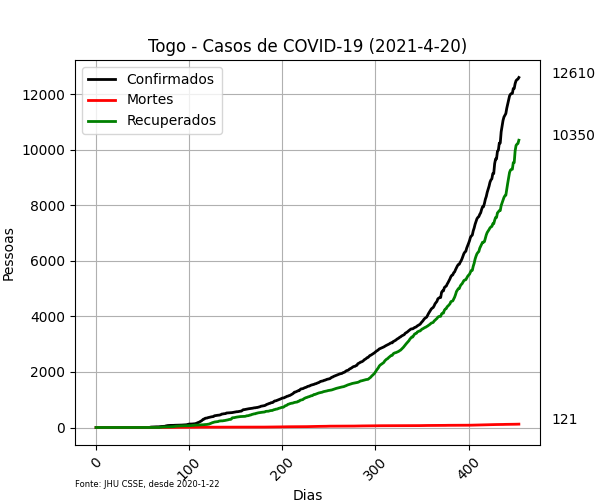 Togo - Casos de COVID-19 (2021-4-20)
Confirmados
Mortes
Recuperados
12610
10350
121
Pessoas
12000
10000
8000
6000
4000
2000
0
0
100
200
300
400
Dias
Fonte: JHU CSSE, desde 2020-1-22